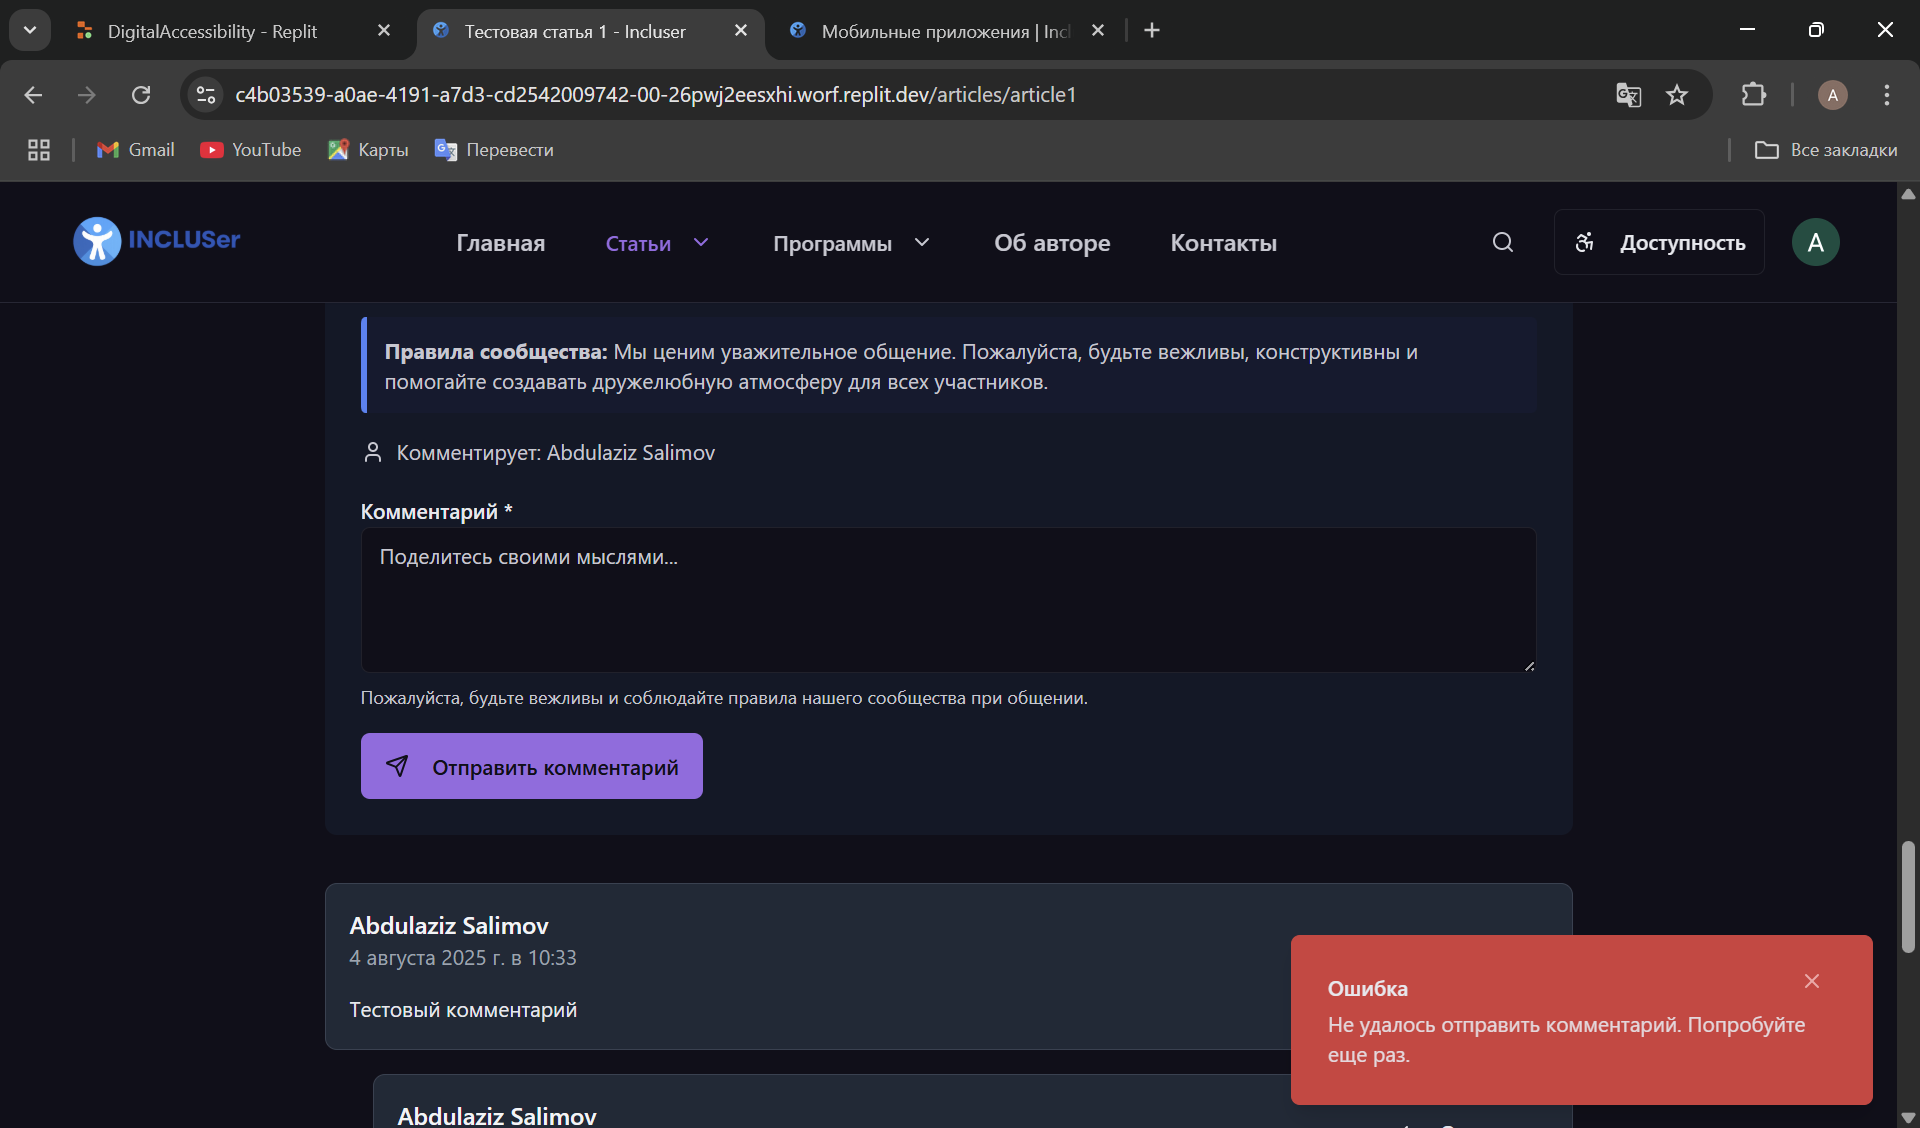 DigitalAccessibility - Replit
Тестовая статья 1 - Incluser
Мобильные приложения | Incl
c4b03539-a0ae-4191-a7d3-cd2542009742-00-26pwj2eesxhi.worf.replit.dev/articles/article1
A
Gmail
YouTube
Карты
Перевести
Все закладки
INCLUSer
Главная
Статьи
Программы
Об авторе
Контакты
Доступность
A
Правила сообщества: Мы ценим уважительное общение. Пожалуйста, будьте вежливы, конструктивны и
помогайте создавать дружелюбную атмосферу для всех участников.
Комментирует: Abdulaziz Salimov
Комментарий *
Поделитесь своими мыслями...
Пожалуйста, будьте вежливы и соблюдайте правила нашего сообщества при общении.
Отправить комментарий
Abdulaziz Salimov
4 августа 2025 г. в 10:33
Тестовый комментарий
Ошибка
Не удалось отправить комментарий. Попробуйте
еще раз.
Abdulaziz Salimov